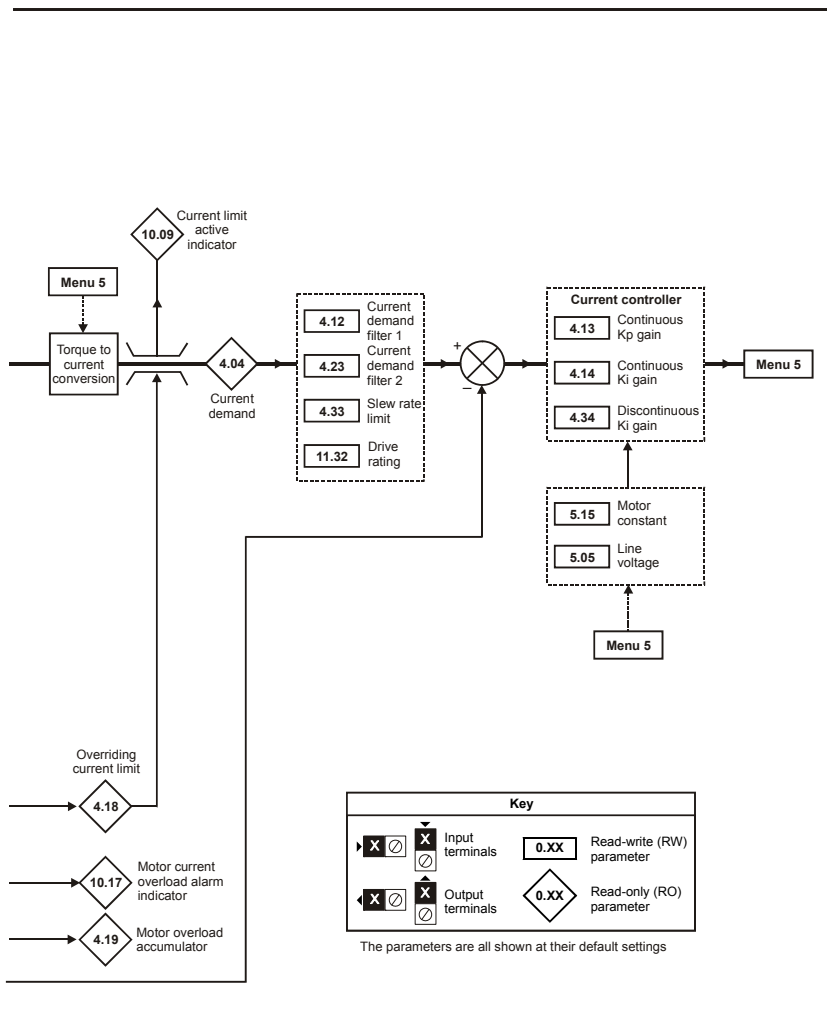 Current limit
active
indicator
10.09
Menu 5
Torque to
current
conversion
4.04
Current
demand
4.12
Current
demand
filter 1
4.23
Current
demand
filter 2
4.33
Slew rate
limit
11.32
Drive
rating
+
_
Current controller
4.13
Continuous
Kp gain
4.14
Continuous
Ki gain
4.34
Discontinuous
Ki gain
Menu 5
5.15
Motor
constant
5.05
Line
voltage
Menu 5
Overriding
current limit
4.18
10.17
Motor current
overload alarm
indicator
4.19
Motor overload
accumulator
Key
X
X
Input
terminals
0.XX
Read-write (RW)
parameter
X
X
Output
terminals
0.XX
Read-only (RO)
parameter
The parameters are all shown at their default settings